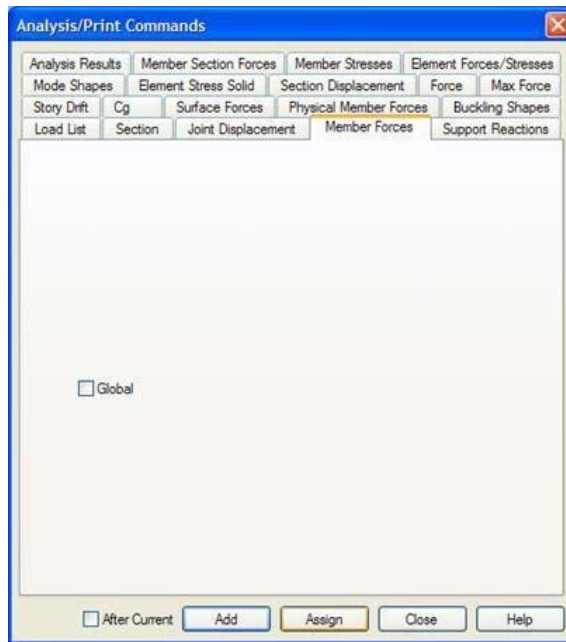 Analysis/Print Commands
Analysis Results Member Section Forces Member Stresses Element Forces/Stresses
Mode Shapes Element Stress Solid Section Displacement Force Max Force
Story Drift Cg Surface Forces Physical Member Forces Buckling Shapes
Load List Section Joint Displacement Member Forces Support Reactions
Global
After Current Add Assign Close Help